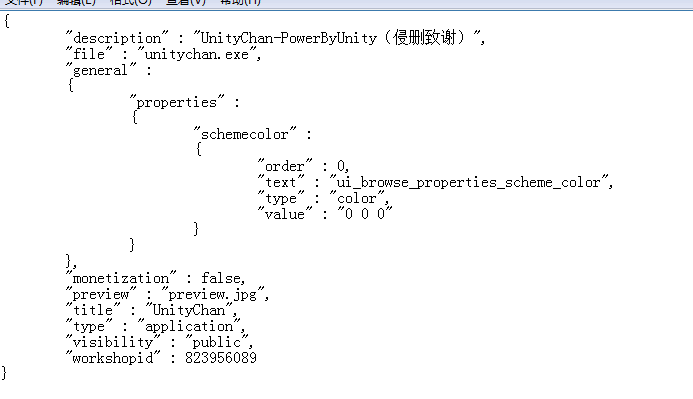 文件(F) 编辑(E) 格式(O) 查看(V) 帮助(H)
{
"description" : "UnityChan-PowerByUnity（侵删致谢）",
"file" : "unitychan.exe",
"general" :
{
"properties" :
{
"schemecolor" :
{
"order" : 0,
"text" : "ui_browse_properties_scheme_color",
"type" : "color",
"value" : "0 0 0"
}
}
},
"monetization" : false,
"preview" : "preview.jpg",
"title" : "UnityChan",
"type" : "application",
"visibility" : "public",
"workshopid" : 823956089
}